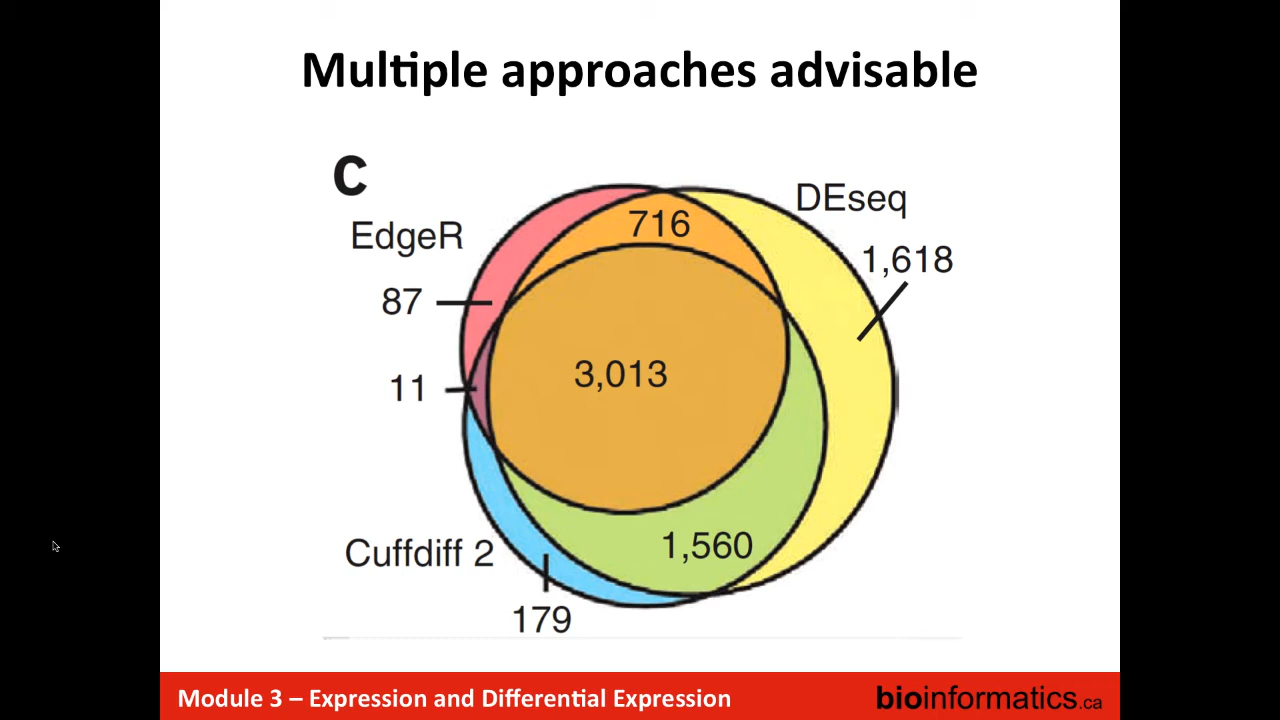 Multiple approaches advisable
C
DEseq
716
EdgeR
1,618
87
3,013
11
1,560
Cuffdiff 2
179
Module 3 – Expression and Differential Expression
bioinformatics.ca